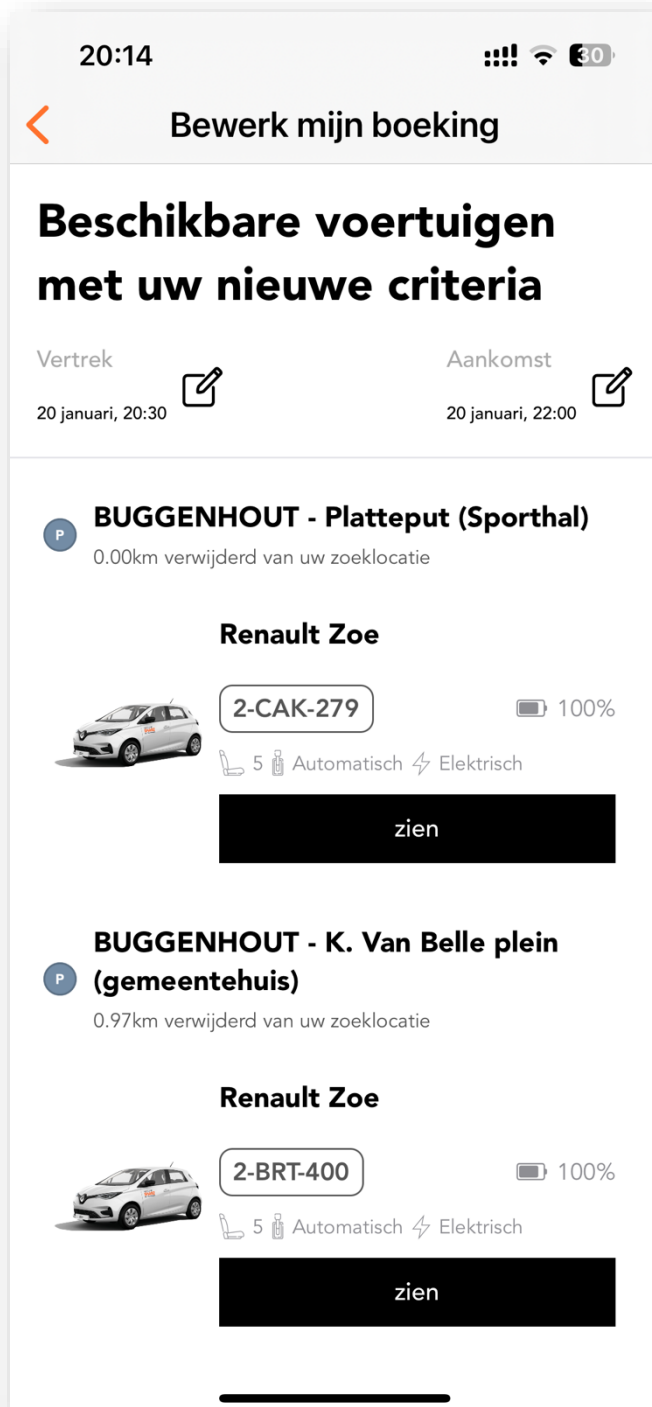 20:14
30
Bewerk mijn boeking
Beschikbare voertuigen
met uw nieuwe criteria
Vertrek
Aankomst
20 januari, 20:30
20 januari, 22:00
BUGGENHOUT - Platteput (Sporthal)
P
0.00km verwijderd van uw zoeklocatie
Renault Zoe
2-CAK-279
100%
5 Automatisch Elektrisch
zien
BUGGENHOUT - K. Van Belle plein
P
(gemeentehuis)
0.97km verwijderd van uw zoeklocatie
Renault Zoe
2-BRT-400
100%
5 Automatisch Elektrisch
zien